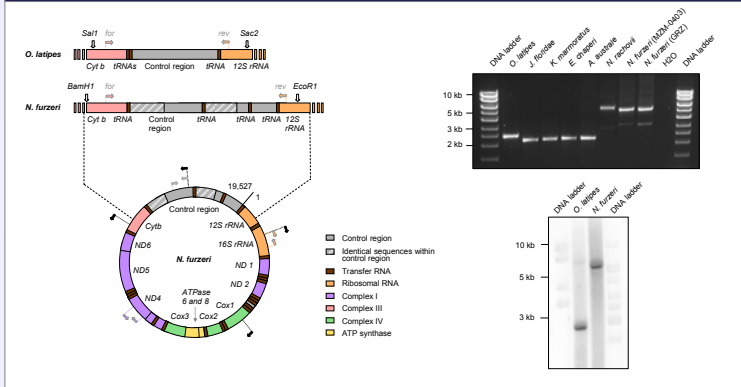 Sal1 for rev Sac2
O. latipes
Cyt b tRNAs Control region tRNA 12S rRNA
BamH1 for rev EcoR1
N. furzeri
Cyt b tRNA Control region tRNA tRNA tRNA 12S rRNA
19,527
1
Control region
Cytb 12S rRNA
ND6 16S rRNA
N. furzeri
ND5 ND 1
ND 2
ND4 ATPase 6 and 8 Cox1
Cox3 Cox2
Control region
Identical sequences within
control region
Transfer RNA
Ribosomal RNA
Complex I
Complex III
Complex IV
ATP synthase
DNA ladder
O. latipes
J. floridae
K. marmoratus
E. chaperi
A. australe
N. rachovii
N. furzeri (MZM-0403)
N. furzeri (GRZ)
H2O
DNA ladder
10 kb
5 kb
3 kb
2 kb
DNA ladder
O. latipes
N. furzeri
DNA ladder
10 kb
5 kb
3 kb